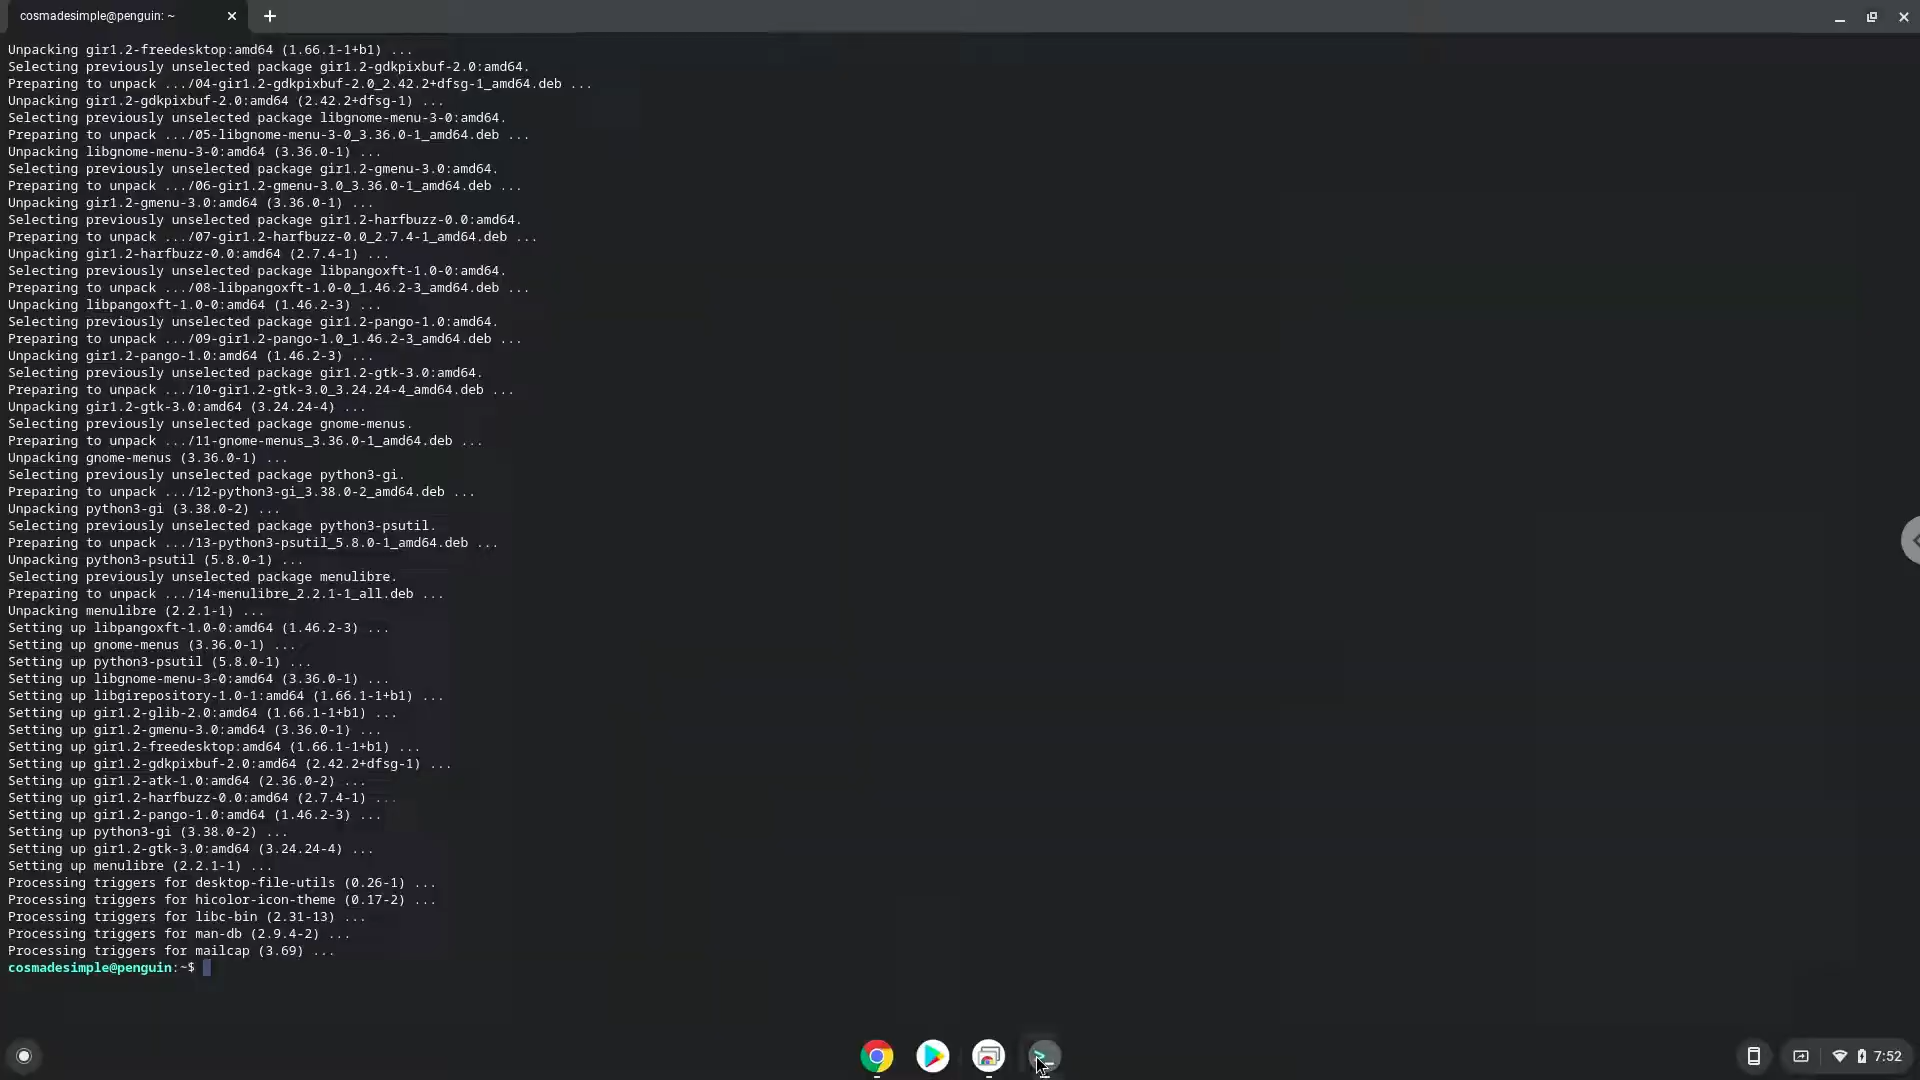 cosmadesimple@penguin: ~
Unpacking gir1.2-freedesktop:amd64 (1.66.1-1+b1) ...
Selecting previously unselected package gir1.2-gdkpixbuf-2.0:amd64.
Preparing to unpack .../04-gir1.2-gdkpixbuf-2.0_2.42.2+dfsg-1_amd64.deb ...
Unpacking gir1.2-gdkpixbuf-2.0:amd64 (2.42.2+dfsg-1) ...
Selecting previously unselected package libgnome-menu-3-0:amd64.
Preparing to unpack .../05-libgnome-menu-3-0_3.36.0-1_amd64.deb ...
Unpacking libgnome-menu-3-0:amd64 (3.36.0-1) ...
Selecting previously unselected package gir1.2-gmenu-3.0:amd64.
Preparing to unpack .../06-gir1.2-gmenu-3.0_3.36.0-1_amd64.deb ...
Unpacking gir1.2-gmenu-3.0:amd64 (3.36.0-1) ...
Selecting previously unselected package gir1.2-harfbuzz-0.0:amd64.
Preparing to unpack .../07-gir1.2-harfbuzz-0.0_2.7.4-1_amd64.deb ...
Unpacking gir1.2-harfbuzz-0.0:amd64 (2.7.4-1) ...
Selecting previously unselected package libpangoxft-1.0-0:amd64.
Preparing to unpack .../08-libpangoxft-1.0-0_1.46.2-3_amd64.deb ...
Unpacking libpangoxft-1.0-0:amd64 (1.46.2-3) ...
Selecting previously unselected package gir1.2-pango-1.0:amd64.
Preparing to unpack .../09-gir1.2-pango-1.0_1.46.2-3_amd64.deb ...
Unpacking gir1.2-pango-1.0:amd64 (1.46.2-3) ...
Selecting previously unselected package gir1.2-gtk-3.0:amd64.
Preparing to unpack .../10-gir1.2-gtk-3.0_3.24.24-4_amd64.deb ...
Unpacking gir1.2-gtk-3.0:amd64 (3.24.24-4) ...
Selecting previously unselected package gnome-menus.
Preparing to unpack .../11-gnome-menus_3.36.0-1_amd64.deb ...
Unpacking gnome-menus (3.36.0-1) ...
Selecting previously unselected package python3-gi.
Preparing to unpack .../12-python3-gi_3.38.0-2_amd64.deb ...
Unpacking python3-gi (3.38.0-2) ...
Selecting previously unselected package python3-psutil.
Preparing to unpack .../13-python3-psutil_5.8.0-1_amd64.deb ...
Unpacking python3-psutil (5.8.0-1) ...
Selecting previously unselected package menulibre.
Preparing to unpack .../14-menulibre_2.2.1-1_all.deb ...
Unpacking menulibre (2.2.1-1) ...
Setting up libpangoxft-1.0-0:amd64 (1.46.2-3) ...
Setting up gnome-menus (3.36.0-1) ...
Setting up python3-psutil (5.8.0-1) ...
Setting up libgnome-menu-3-0:amd64 (3.36.0-1) ...
Setting up libgirepository-1.0-1:amd64 (1.66.1-1+b1) ...
Setting up gir1.2-glib-2.0:amd64 (1.66.1-1+b1) ...
Setting up gir1.2-gmenu-3.0:amd64 (3.36.0-1) ...
Setting up gir1.2-freedesktop:amd64 (1.66.1-1+b1) ...
Setting up gir1.2-gdkpixbuf-2.0:amd64 (2.42.2+dfsg-1) ...
Setting up gir1.2-atk-1.0:amd64 (2.36.0-2) ...
Setting up gir1.2-harfbuzz-0.0:amd64 (2.7.4-1) ...
Setting up gir1.2-pango-1.0:amd64 (1.46.2-3) ...
Setting up python3-gi (3.38.0-2) ...
Setting up gir1.2-gtk-3.0:amd64 (3.24.24-4) ...
Setting up menulibre (2.2.1-1) ...
Processing triggers for desktop-file-utils (0.26-1) ...
Processing triggers for hicolor-icon-theme (0.17-2) ...
Processing triggers for libc-bin (2.31-13) ...
Processing triggers for man-db (2.9.4-2) ...
Processing triggers for mailcap (3.69) ...
cosmadesimple@penguin:~$
7:52